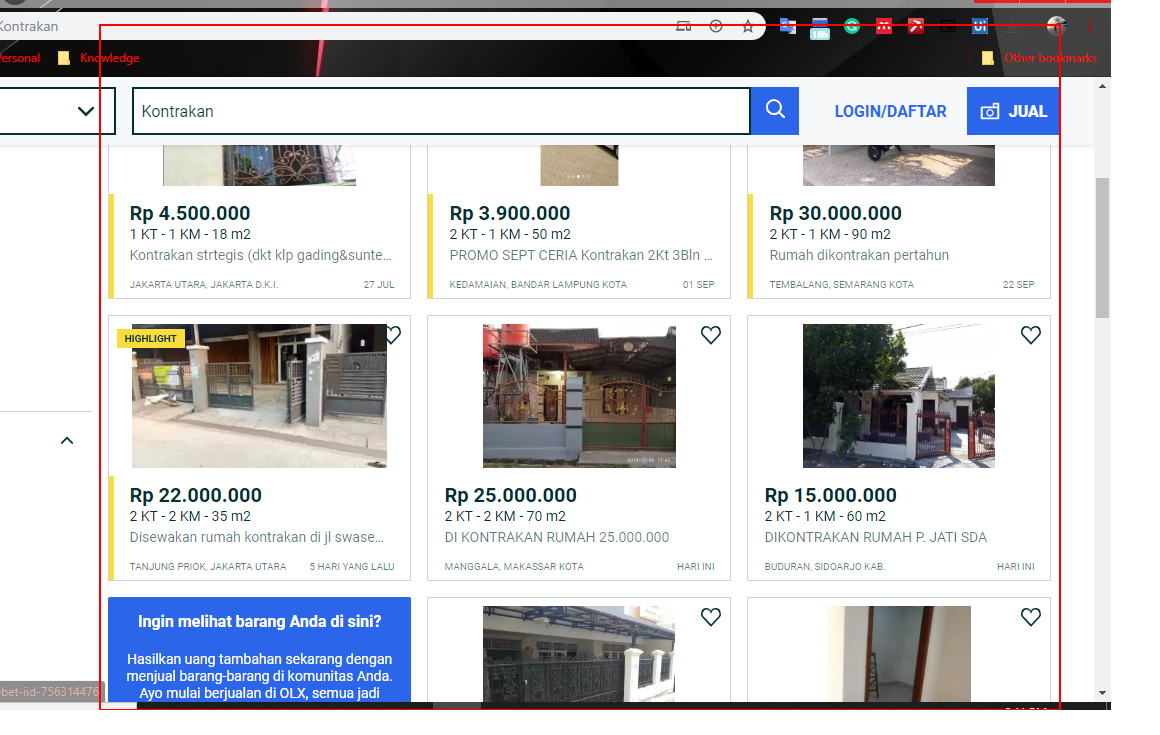 Kontrakan
18h
Ui
Personal
Knowledge
Other bookmarks
Kontrakan
LOGIN/DAFTAR
JUAL
Rp 4.500.000
1 KT - 1 KM - 18 m2
Kontrakan strtegis (dkt klp gading&sunte...
JAKARTA UTARA, JAKARTA D.K.I.
27 JUL
Rp 3.900.000
2 KT - 1 KM - 50 m2
PROMO SEPT CERIA Kontrakan 2Kt 3Bln ...
KEDAMAIAN, BANDAR LAMPUNG KOTA
01 SEP
Rp 30.000.000
2 KT - 1 KM - 90 m2
Rumah dikontrakan pertahun
TEMBALANG, SEMARANG KOTA
22 SEP
HIGHLIGHT
Rp 22.000.000
2 KT - 2 KM - 35 m2
Disewakan rumah kontrakan di jl swase...
TANJUNG PRIOK, JAKARTA UTARA
5 HARI YANG LALU
Rp 25.000.000
2 KT - 2 KM - 70 m2
DI KONTRAKAN RUMAH 25.000.000
MANGGALA, MAKASSAR KOTA
HARI INI
Rp 15.000.000
2 KT - 1 KM - 60 m2
DIKONTRAKAN RUMAH P. JATI SDA
BUDURAN, SIDOARJO KAB.
HARI INI
Ingin melihat barang Anda di sini?
Hasilkan uang tambahan sekarang dengan
menjual barang-barang di komunitas Anda.
Ayo mulai berjualan di OLX, semua jadi
bet-iid-756314476